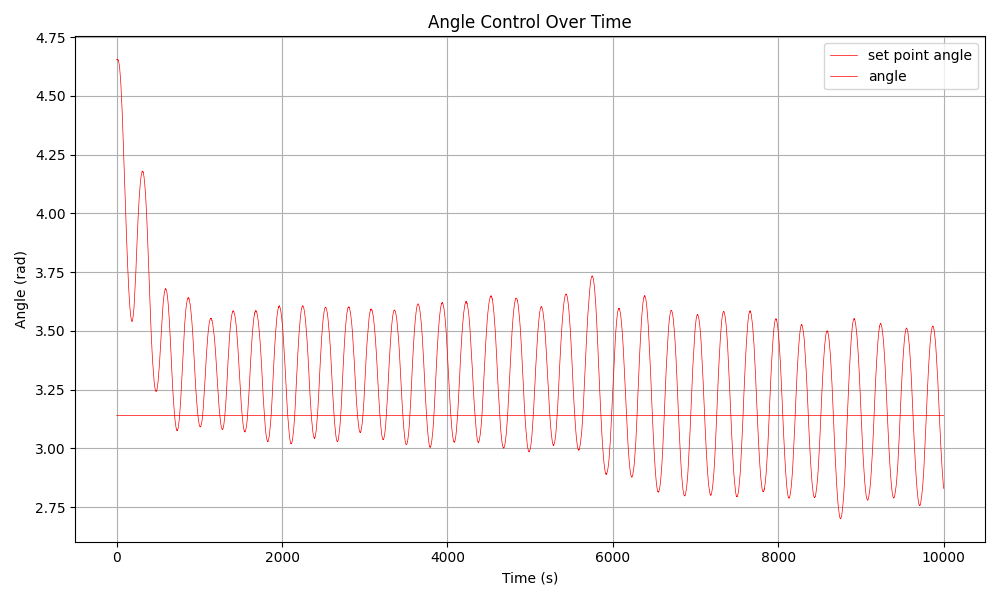 Angle Control Over Time
set point angle
angle
Angle (rad)
4.75
4.50
4.25
4.00
3.75
3.50
3.25
3.00
2.75
0 2000 4000 6000 8000 10000
Time (s)